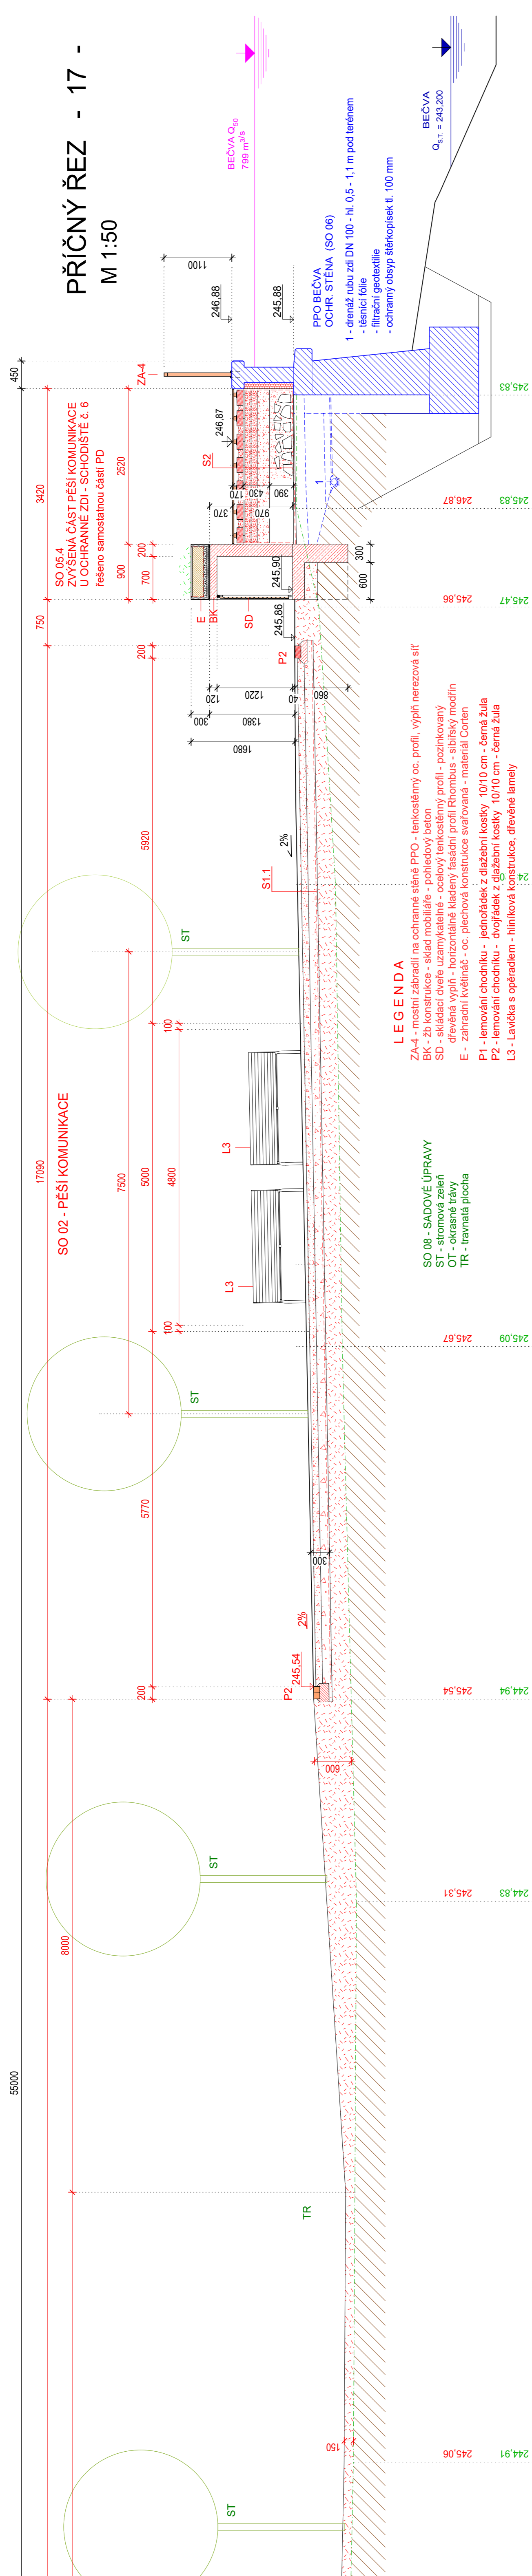 PŘÍČNÝ ŘEZ - 17 -
M 1:50
BEČVA Q50
799 m³/s
BEČVA
QS.T. = 243.200
PPO BEČVA
OCHR. STĚNA (SO 06)
1 - drenáž rubu zdi DN 100 - hl. 0,5 - 1,1 m pod terénem
- těsnící fólie
- filtrační geotextilie
- ochranný obsyp štěrkopísek tl. 100 mm
1100
246,88
245,88
450
ZA-4
SO 05.4
ZVÝŠENÁ ČÁST PĚŠÍ KOMUNIKACE
U OCHRANNÉ ZDI - SCHODIŠTĚ č. 6
řešeno samostatnou částí PD
3420
2520
246,87
S2
170
430
390
370
970
1
245,83
246,87
245,83
900
200
700
245,90
300
600
245,86
E
BK
SD
245,86
245,47
750
200
P2
120
1220
40
860
300
1380
1680
5920
2%
S1.1
ST
17090
SO 02 - PĚŠÍ KOMUNIKACE
7500
5000
100
4800
100
L3
L3
ST
5770
300
2%
245,67
245,09
L E G E N D A
ZA-4 - mostní zábradlí na ochranné stěně PPO - tenkostěnný oc. profil, výplň nerezová síť
BK - žb konstrukce - sklad mobiliáře - pohledový beton
SD - skládací dveře uzamykatelné - ocelový tenkostěnný profil - pozinkovaný
dřevěná vyplň - horizontálně kladený fasádní profil Rhombus - sibiřský modřín
E - zahradní květináč - oc. plechová konstrukce svařovaná - materiál Corten
P1 - lemování chodníku - jednořádek z dlažební kostky 10/10 cm - černá žula
P2 - lemování chodníku - dvojřádek z dlažební kostky 10/10 cm - černá žula
L3 - Lavička s opěradlem - hliníková konstrukce, dřevěné lamely
SO 08 - SADOVÉ ÚPRAVY
ST - stromová zeleň
OT - okrasné trávy
TR - travnatá plocha
200
P2
245,54
245,54
244,94
600
ST
8000
245,31
244,83
55000
TR
150
245,06
244,91
ST